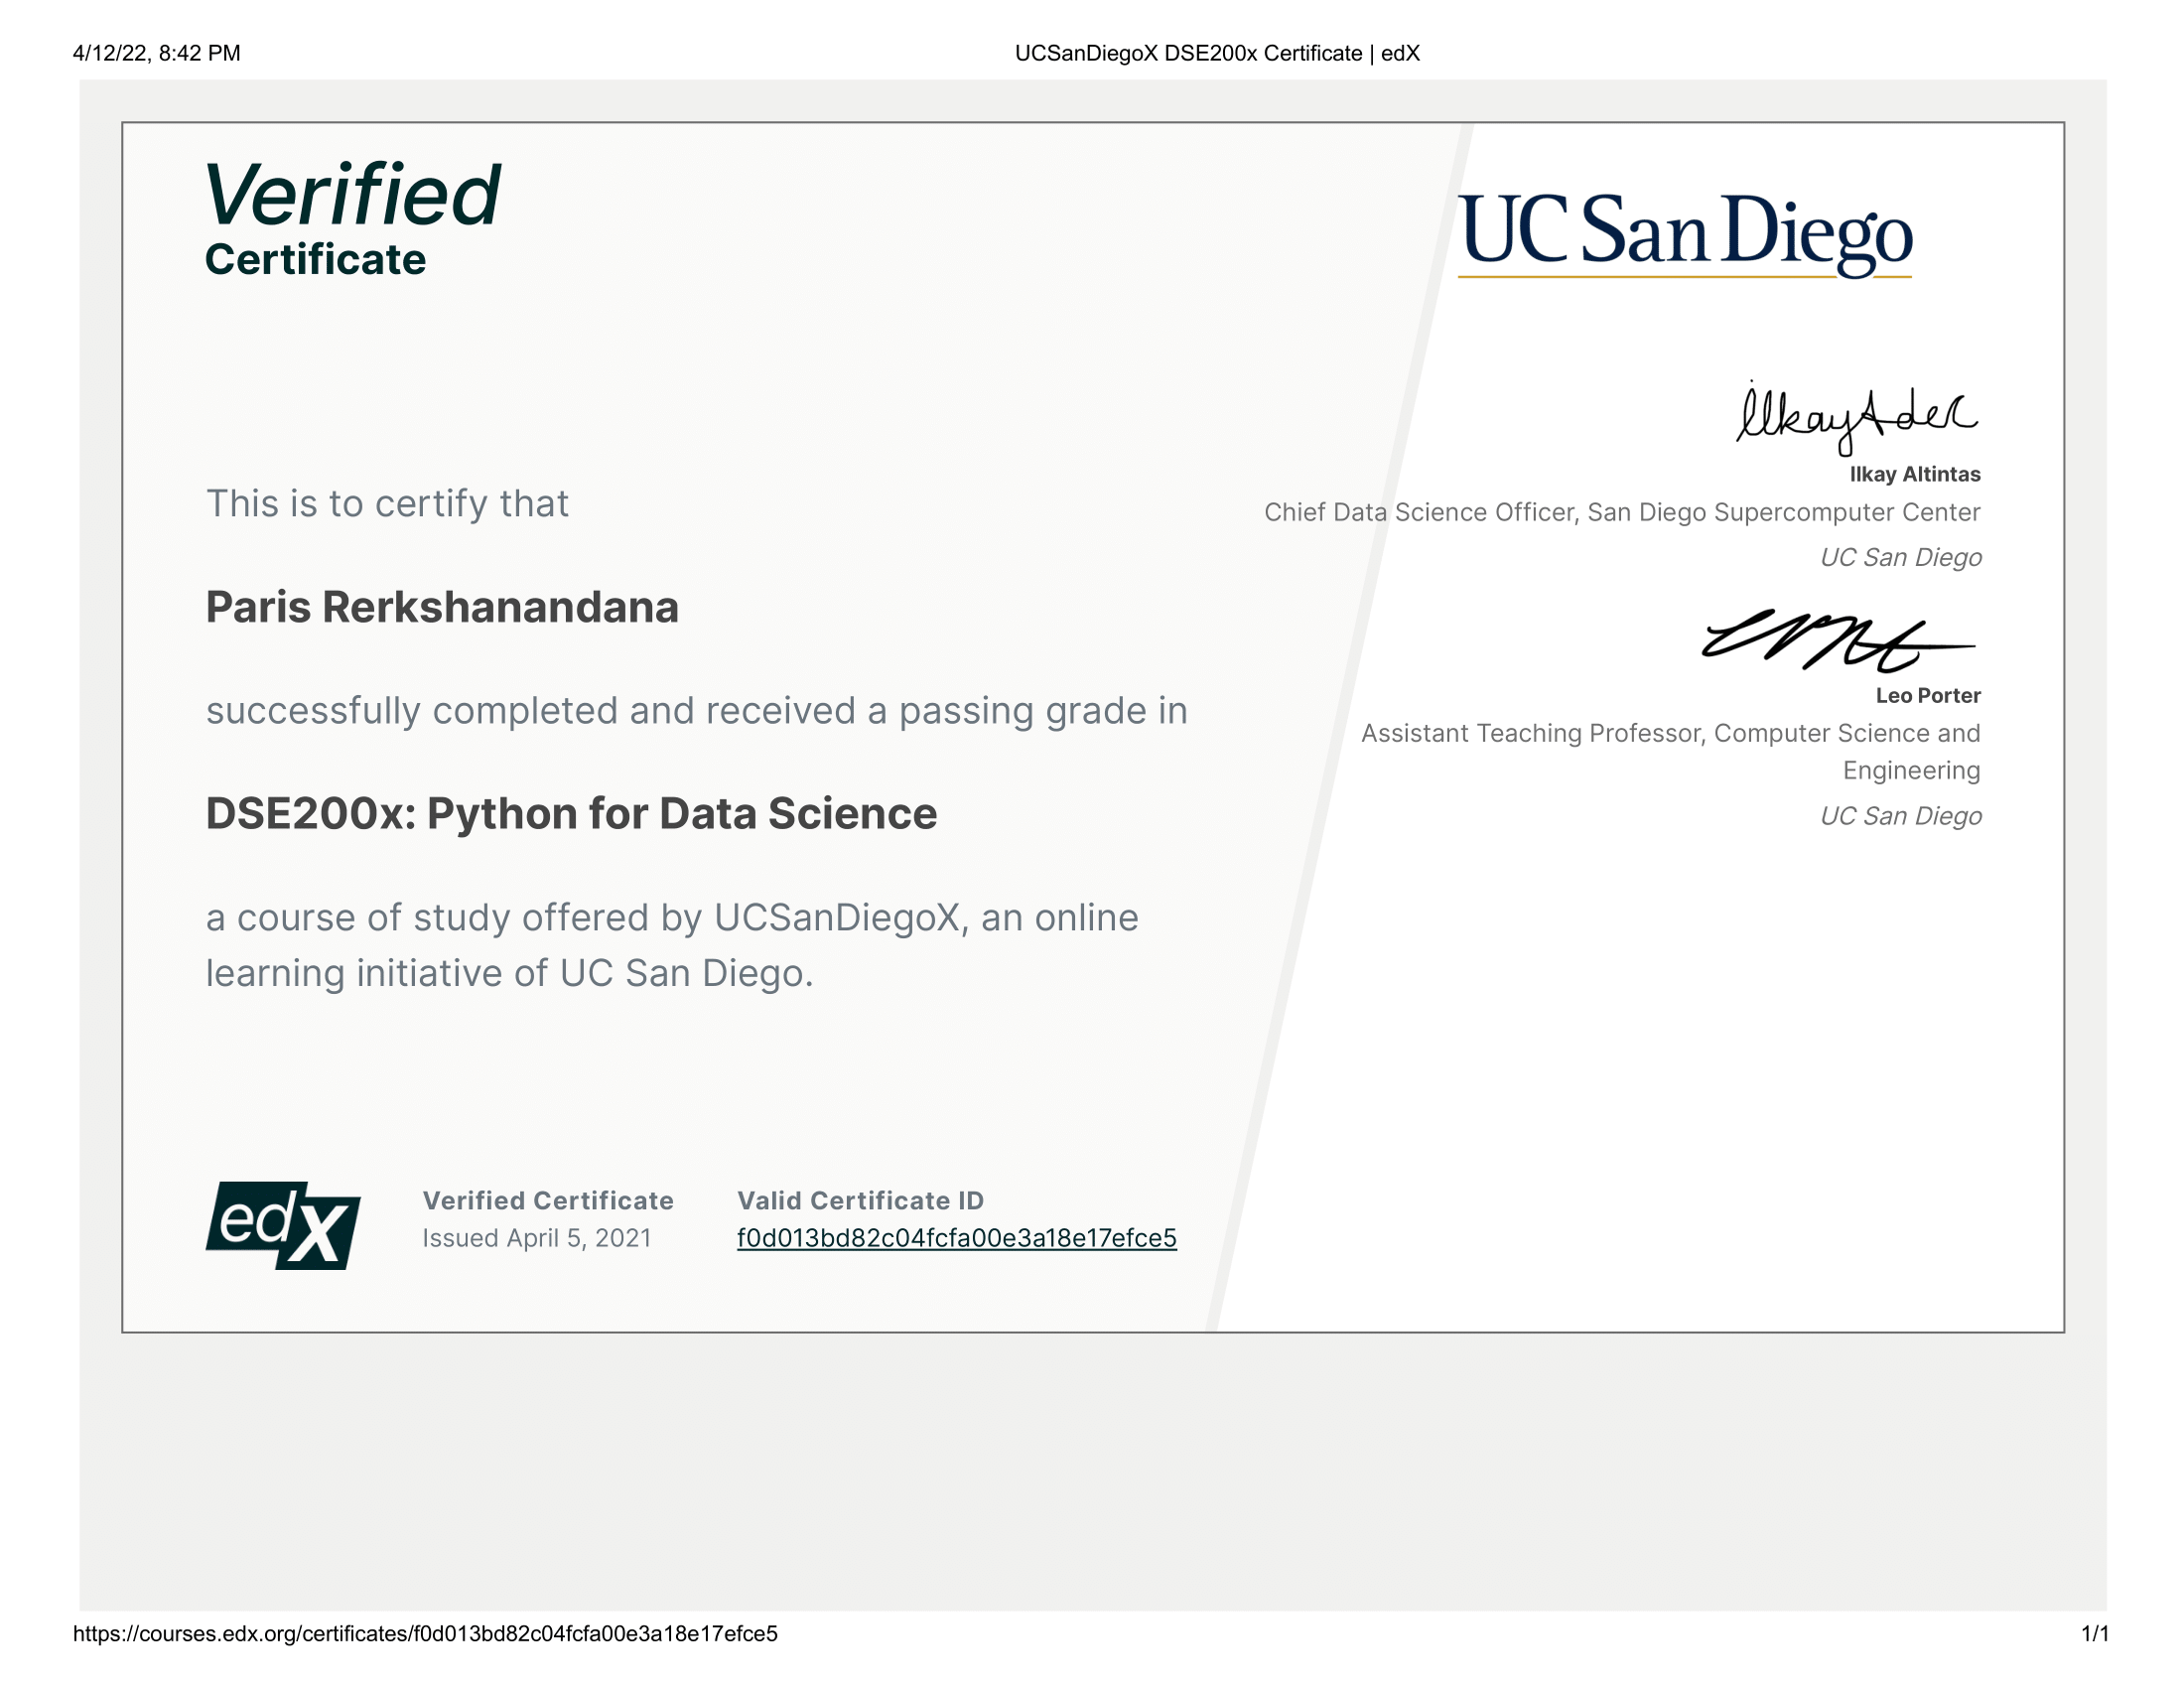 4/12/22, 8:42 PM
UCSanDiegoX DSE200x Certificate | edX
Verified
Certificate
UC San Diego
This is to certify that
Paris Rerkshanandana
successfully completed and received a passing grade in
DSE200x: Python for Data Science
a course of study offered by UCSanDiegoX, an online
learning initiative of UC San Diego.
Ilkay Altintas
Chief Data Science Officer, San Diego Supercomputer Center
UC San Diego
Leo Porter
Assistant Teaching Professor, Computer Science and
Engineering
UC San Diego
edX
Verified Certificate
Issued April 5, 2021
Valid Certificate ID
f0d013bd82c04fcfa00e3a18e17efce5
https://courses.edx.org/certificates/f0d013bd82c04fcfa00e3a18e17efce5
1/1